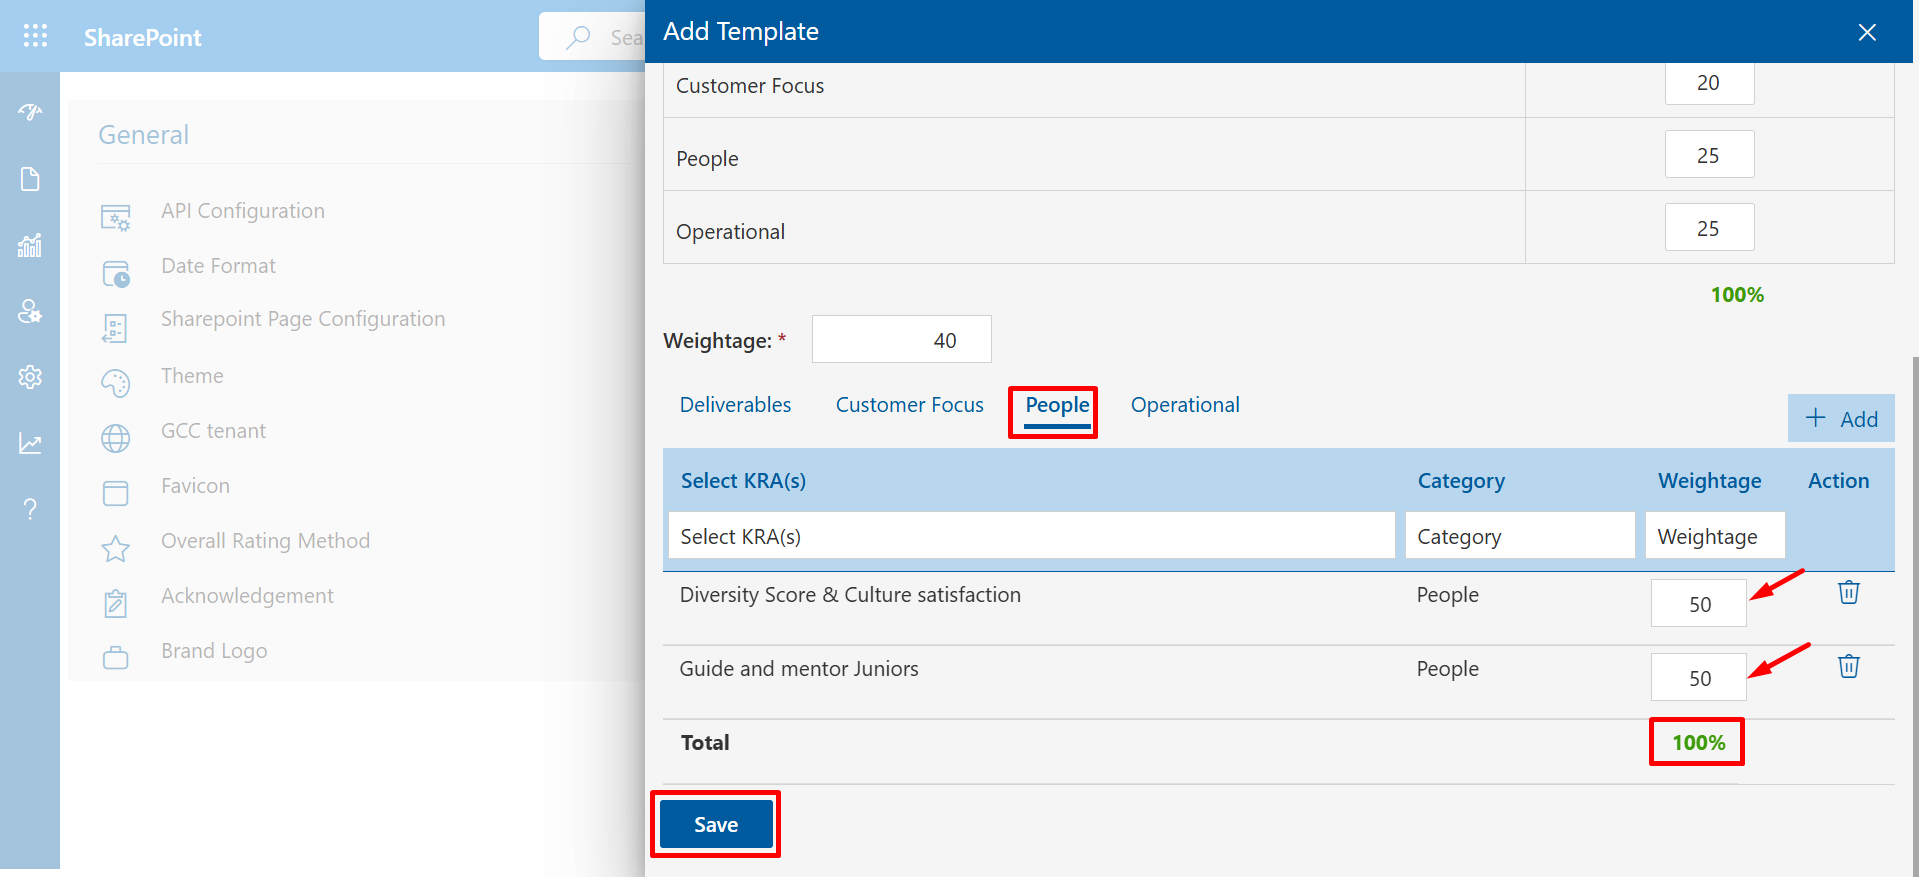 SharePoint
Sea
General
API Configuration
Date Format
Sharepoint Page Configuration
Theme
GCC tenant
Favicon
Overall Rating Method
Acknowledgement
Brand Logo
Add Template
Customer Focus 20
People 25
Operational 25
100%
Weightage: * 40
Deliverables Customer Focus People Operational
+ Add
Select KRA(s) Category Weightage Action
Select KRA(s) Category Weightage
Diversity Score & Culture satisfaction People 50
Guide and mentor Juniors People 50
Total 100%
Save